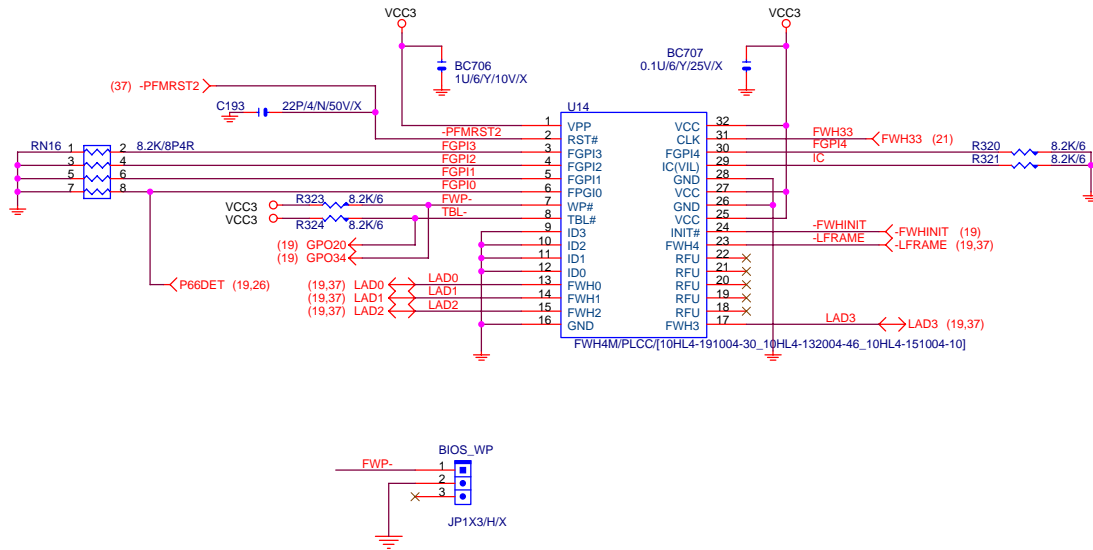 VCC3
VCC3
BC706
1U/6/Y/10V/X
BC707
0.1U/6/Y/25V/X
(37) -PFMRST2
C193
22P/4/N/50V/X
U14
RN16
8.2K/8P4R
1 2
3 4
5 6
7 8
-PFMRST2
FGPI3
FGPI2
FGPI1
FGPI0
FWP-
TBL-
1 VPP
2 RST#
3 FGPI3
4 FGPI2
5 FGPI1
6 FPGI0
7 WP#
8 TBL#
9 ID3
10 ID2
11 ID1
12 ID0
13 FWH0
14 FWH1
15 FWH2
16 GND
VCC 32
CLK 31
FGPI4 30
IC(VIL) 29
GND 28
VCC 27
GND 26
VCC 25
INIT# 24
FWH4 23
RFU 22
RFU 21
RFU 20
RFU 19
RFU 18
FWH3 17
FWH33
FWH33 (21)
FGPI4
IC
R320 8.2K/6
R321 8.2K/6
VCC3 R323 8.2K/6
VCC3 R324 8.2K/6
(19) GPO20
(19) GPO34
P66DET (19,26)
(19,37) LAD0 LAD0
(19,37) LAD1 LAD1
(19,37) LAD2 LAD2
-FWHINIT
-FWHINIT (19)
-LFRAME
-LFRAME (19,37)
LAD3
LAD3 (19,37)
FWH4M/PLCC/[10HL4-191004-30_10HL4-132004-46_10HL4-151004-10]
BIOS_WP
FWP-
1
2
3
JP1X3/H/X